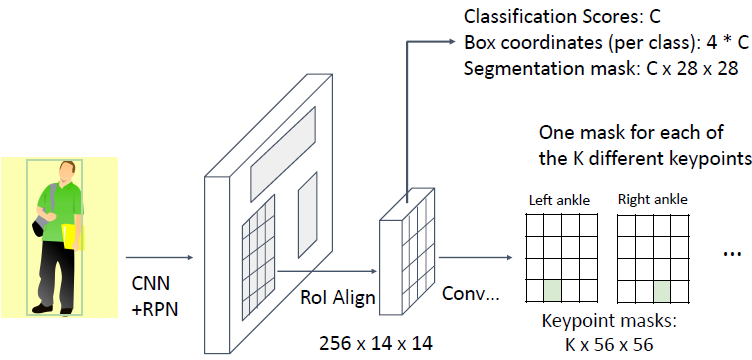 Classification Scores: C
Box coordinates (per class): 4 * C
Segmentation mask: C x 28 x 28
One mask for each of
the K different keypoints
Left ankle
Right ankle
...
CNN
+RPN
RoI Align
Conv...
256 x 14 x 14
Keypoint masks:
K x 56 x 56